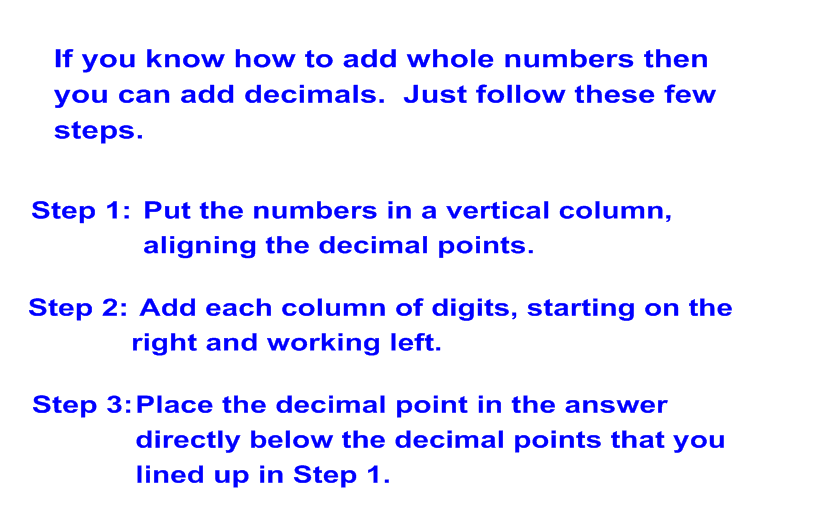 If you know how to add whole numbers then
you can add decimals.  Just follow these few
steps.
Step 1: Put the numbers in a vertical column,
aligning the decimal points.
Step 2: Add each column of digits, starting on the
right and working left.
Step 3:Place the decimal point in the answer
directly below the decimal points that you
lined up in Step 1.